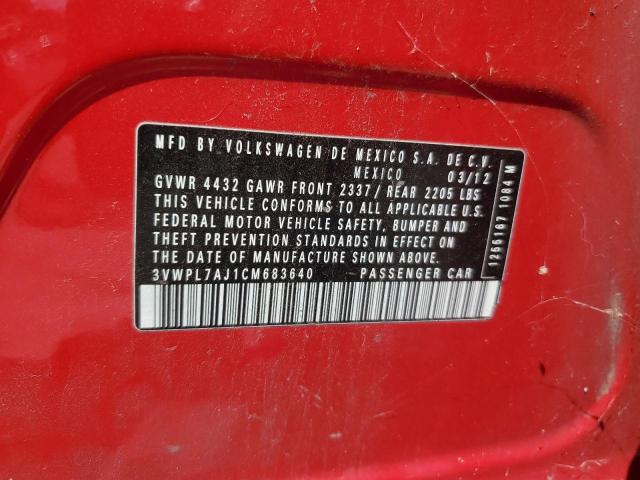 MFD BY VOLKSWAGEN DE MEXICO S.A. DE C.V.
MEXICO 03/12
GVWR 4432 GAWR FRONT 2337/ REAR 2205 LBS
THIS VEHICLE CONFORMS TO ALL APPLICABLE U.S.
FEDERAL MOTOR VEHICLE SAFETY, BUMPER AND
THEFT PREVENTION STANDARDS IN EFFECT ON
THE DATE OF MANUFACTURE SHOWN ABOVE.
3VWPL7AJ1CM683640 PASSENGER CAR
1266167 1084 M